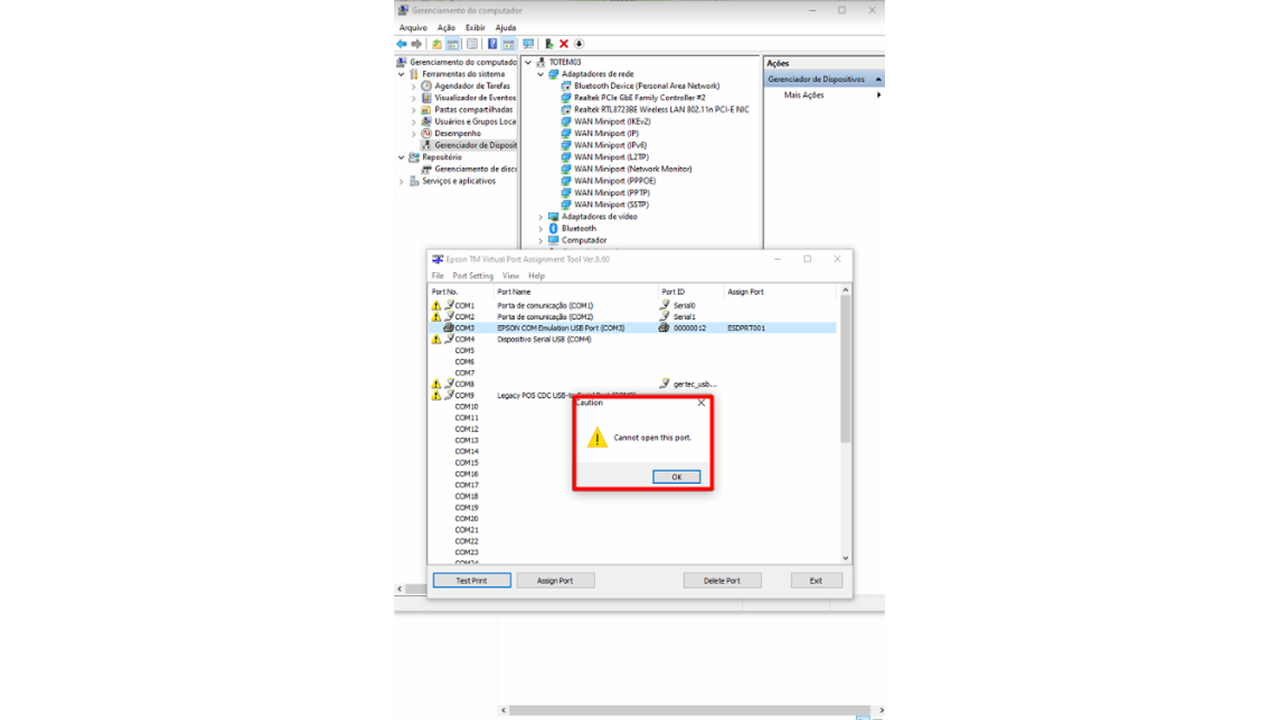 Gerenciamento do computador
Arquivo Ação Exibir Ajuda
Gerenciamento do computado
Ferramentas do sistema
Agendador de Tarefas
Visualizador de Eventos
Pastas compartilhadas
Usuários e Grupos Loca
Desempenho
Gerenciador de Disposit
Repositório
Gerenciamento de disco
Serviços e aplicativos
TOTEM03
Adaptadores de rede
Bluetooth Device (Personal Area Network)
Realtek PCIe GbE Family Controller #2
Realtek RTL8723BE Wireless LAN 802.11n PCI-E NIC
WAN Miniport (IKEv2)
WAN Miniport (IP)
WAN Miniport (IPv6)
WAN Miniport (L2TP)
WAN Miniport (Network Monitor)
WAN Miniport (PPPOE)
WAN Miniport (PPTP)
WAN Miniport (SSTP)
Adaptadores de vídeo
Bluetooth
Computador
Ações
Gerenciador de Dispositivos
Mais Ações
Epson TM Virtual Port Assignment Tool Ver.8.60
File Port Setting View Help
Port No. Port Name Port ID Assign Port
COM1 Porta de comunicação (COM1) Serial0
COM2 Porta de comunicação (COM2) Serial1
COM3 EPSON COM Emulation USB Port (COM3) 00000012 ESDPRT001
COM4 Dispositivo Serial USB (COM4)
COM5
COM6
COM7
COM8 gertec_usb...
COM9 Legacy POS CDC USB-to
COM10
COM11
COM12
COM13
COM14
COM15
COM16
COM17
COM18
COM19
COM20
COM21
COM22
COM23
Caution
Cannot open this port.
OK
Test Print Assign Port Delete Port Exit